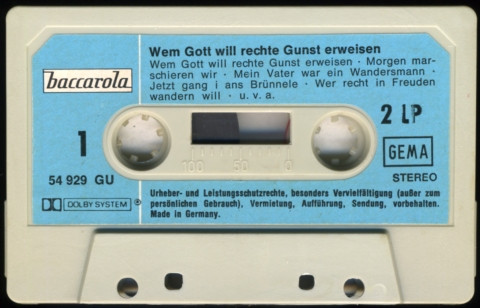 Wem Gott will rechte Gunst erweisen
Wem Gott will rechte Gunst erweisen · Morgen mar-
schieren wir · Mein Vater war ein Wandersmann ·
Jetzt gang i ans Brünnele · Wer recht in Freuden
wandern will · u. v. a.
baccarola
1
2 LP
GEMA
100 50 0
54 929 GU
STEREO
DOLBY SYSTEM ®
Urheber- und Leistungsschutzrechte, besonders Vervielfältigung (außer zum
persönlichen Gebrauch), Vermietung, Aufführung, Sendung, vorbehalten.
Made in Germany.